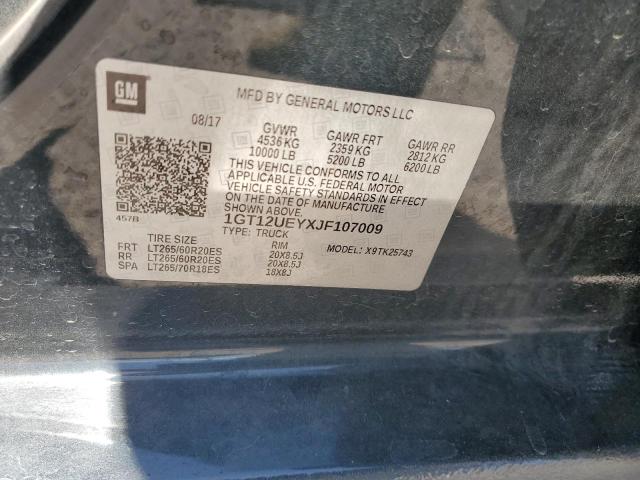 GM
MFD BY GENERAL MOTORS LLC
08/17
GVWR GAWR FRT GAWR RR
4536 KG 2359 KG 2812 KG
10000 LB 5200 LB 6200 LB
THIS VEHICLE CONFORMS TO ALL
APPLICABLE U.S. FEDERAL MOTOR
VEHICLE SAFETY STANDARDS IN EFFECT
ON THE DATE OF MANUFACTURE
SHOWN ABOVE.
457B
1GT12UEYXJF107009
TYPE: TRUCK MODEL: X9TK25743
TIRE SIZE RIM
FRT LT265/60R20ES 20X8.5J
RR LT265/60R20ES 20X8.5J
SPA LT265/70R18ES 18X8J